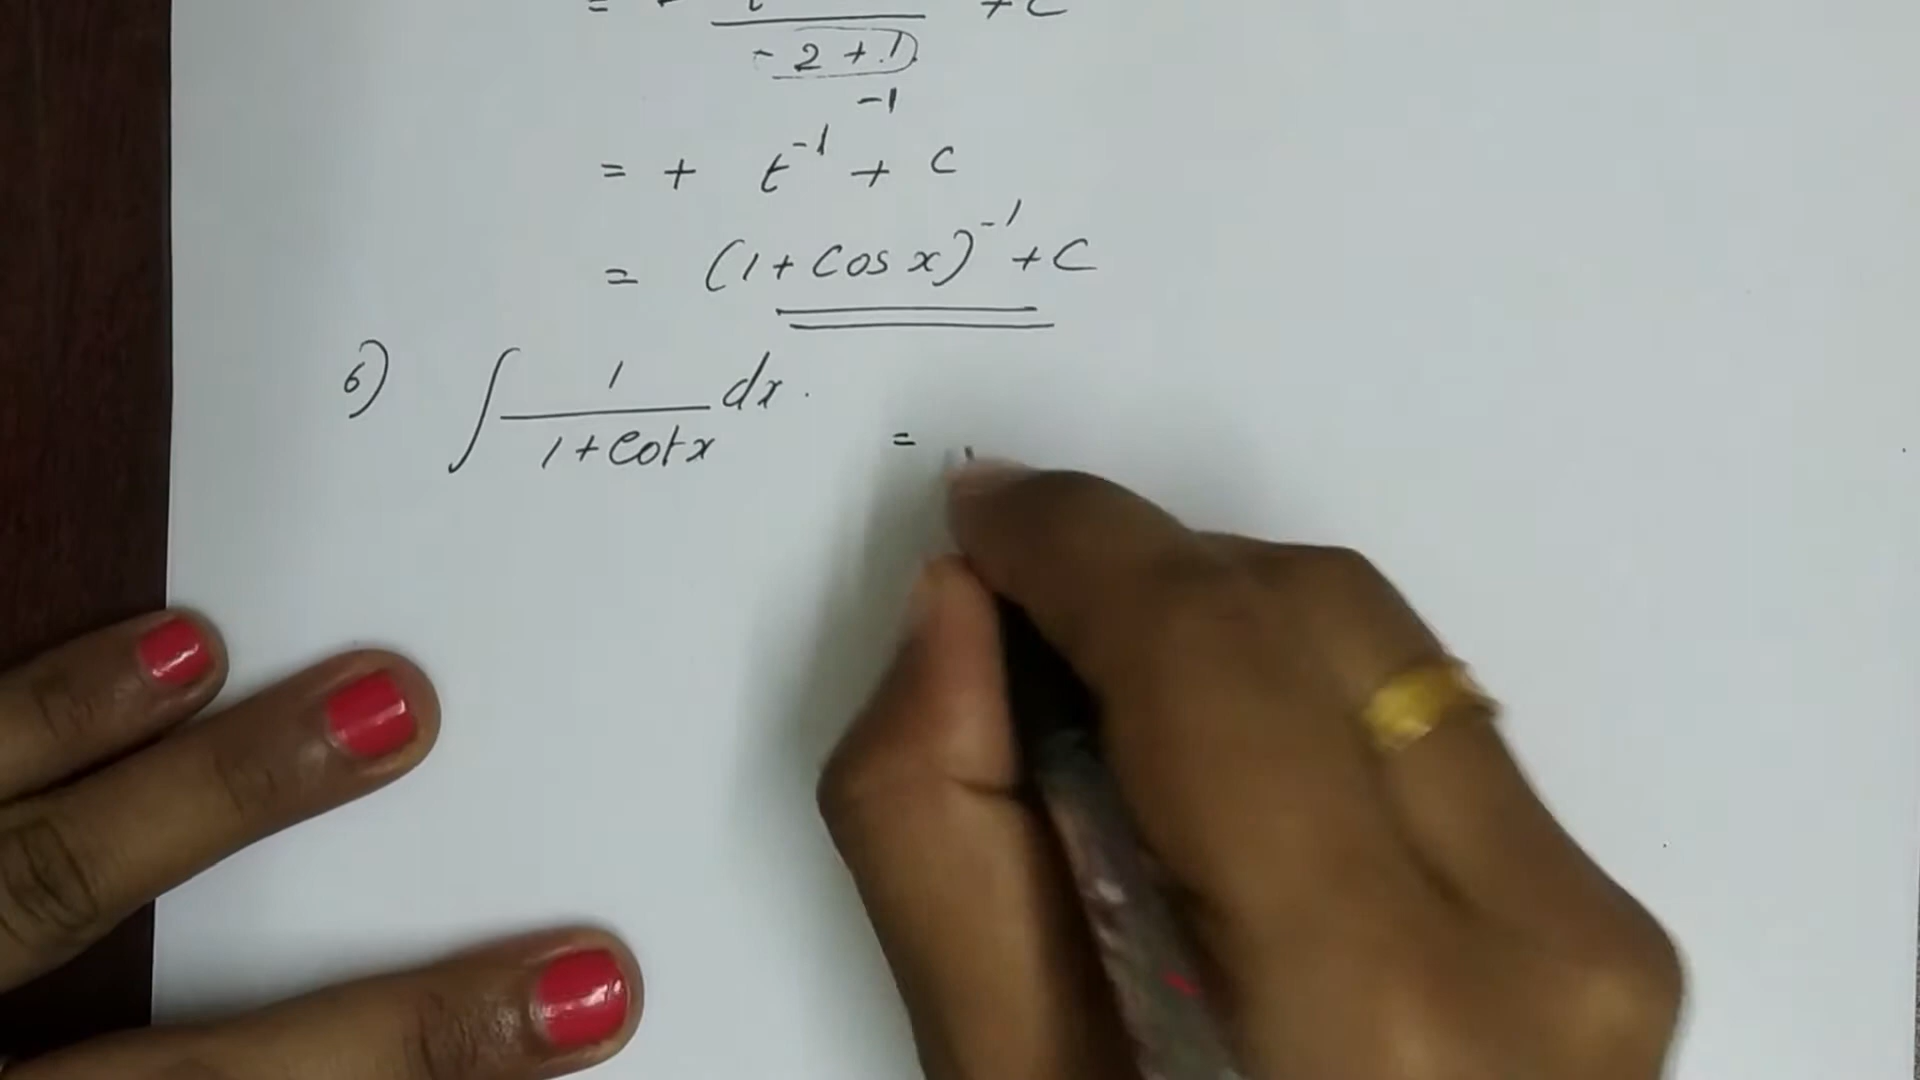 = + C
-2+1
-1
= + t⁻¹ + C
= (1+Cos x)⁻¹ + C
6) ∫ 1/(1+Cot x) dx. =